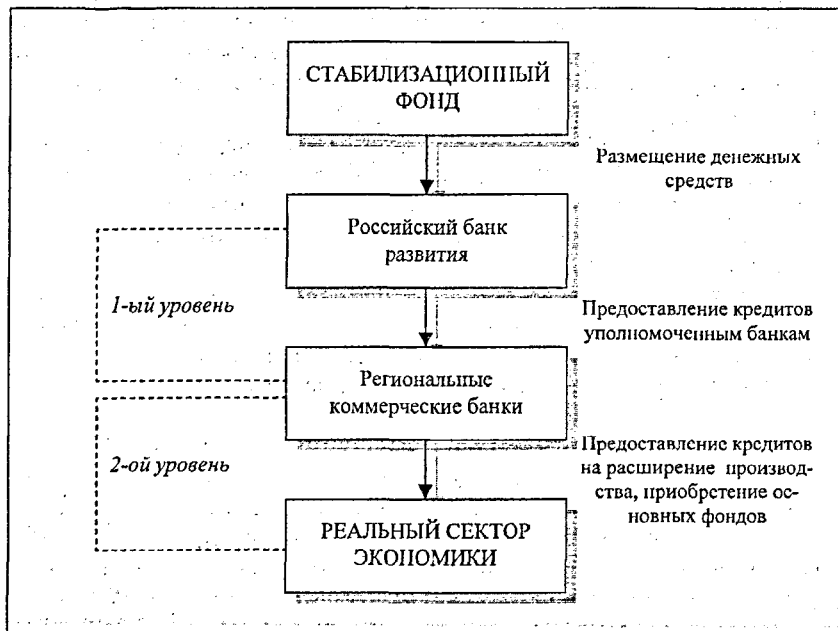 СТАБИЛИЗАЦИОННЫЙ
ФОНД
Размещение денежных
средств
Российский банк
развития
1-ый уровень
Предоставление кредитов
уполномоченным банкам
Региональные
коммерческие банки
2-ой уровень
Предоставление кредитов
на расширение производ-
ства, приобретение ос-
новных фондов
РЕАЛЬНЫЙ СЕКТОР
ЭКОНОМИКИ